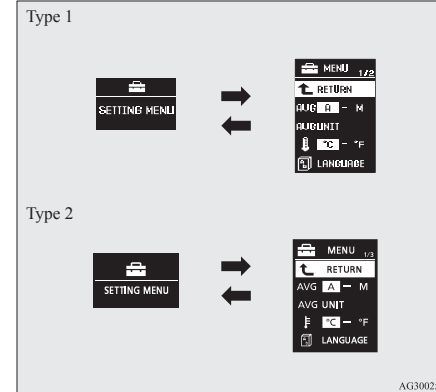 Type 1
SETTING MENU
MENU 1/2
RETURN
AVG A - M
AVG UNIT
°C - °F
LANGUAGE
Type 2
SETTING MENU
MENU 1/3
RETURN
AVG A - M
AVG UNIT
°C - °F
LANGUAGE